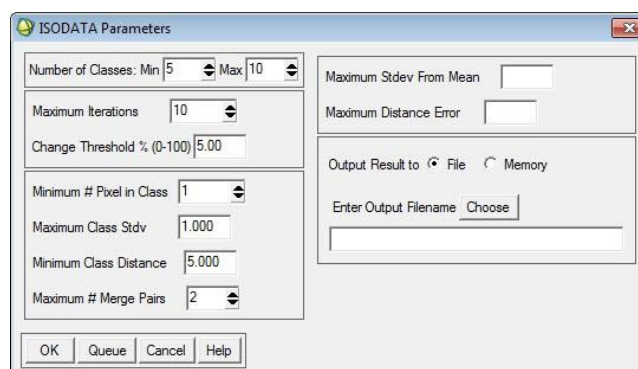 ISODATA Parameters
Number of Classes: Min 5 Max 10
Maximum Iterations 10
Change Threshold % (0-100) 5.00
Minimum # Pixel in Class 1
Maximum Class Stdv 1.000
Minimum Class Distance 5.000
Maximum # Merge Pairs 2
Maximum Stdev From Mean
Maximum Distance Error
Output Result to File Memory
Enter Output Filename Choose
OK Queue Cancel Help